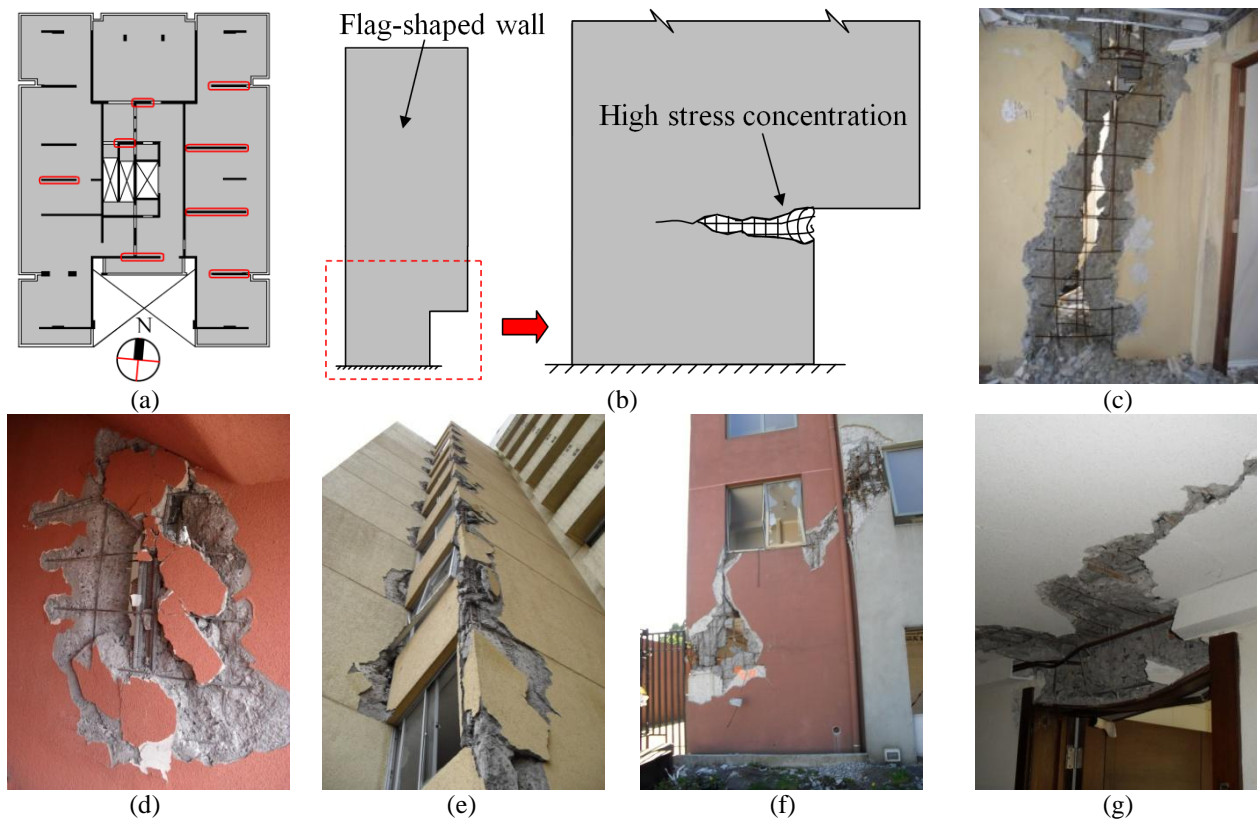 Flag-shaped wall
High stress concentration
N
(a)
(b)
(c)
(d)
(e)
(f)
(g)